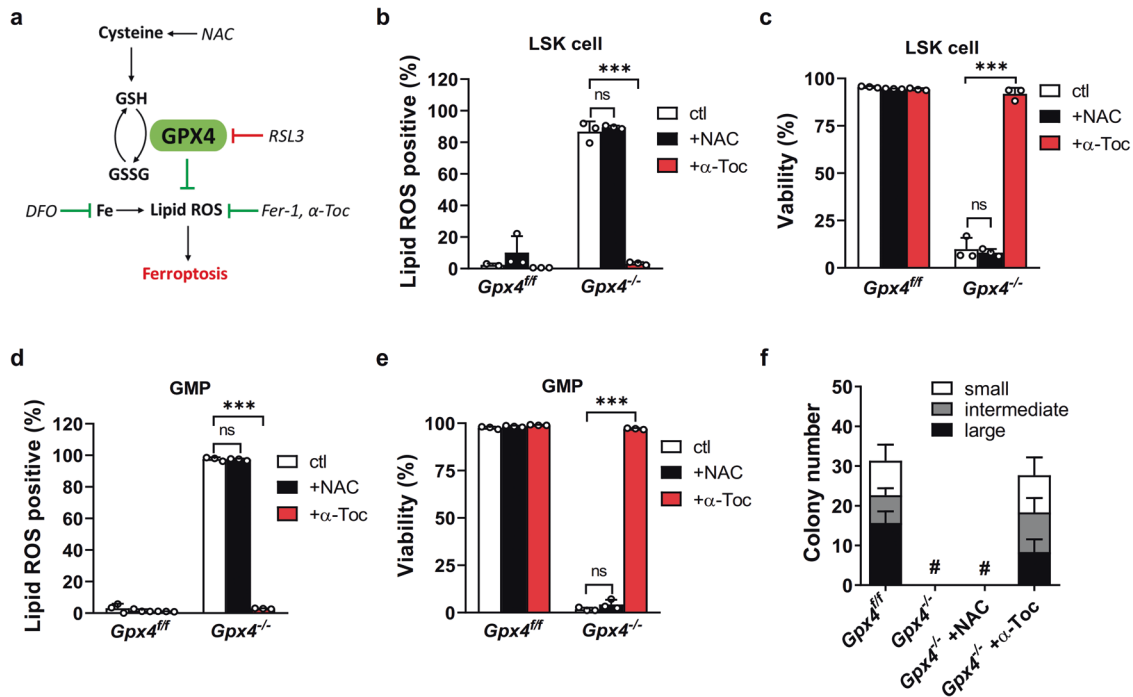 a
Cysteine
NAC
GSH
GPX4
RSL3
GSSG
DFO
Fe
Lipid ROS
Fer-1, α-Toc
Ferroptosis
b
LSK cell
Lipid ROS positive (%)
120
100
80
60
40
20
0
***
ns
ctl
+NAC
+α-Toc
Gpx4f/f
Gpx4-/-
c
LSK cell
Vability (%)
100
75
50
25
0
***
ns
ctl
+NAC
+α-Toc
Gpx4f/f
Gpx4-/-
d
GMP
Lipid ROS positive (%)
120
100
80
60
40
20
0
***
ns
ctl
+NAC
+α-Toc
Gpx4f/f
Gpx4-/-
e
GMP
Viability (%)
100
75
50
25
0
***
ns
ctl
+NAC
+α-Toc
Gpx4f/f
Gpx4-/-
f
Colony number
50
40
30
20
10
0
small
intermediate
large
#
#
Gpx4f/f
Gpx4-/-
Gpx4-/- +NAC
Gpx4-/- +α-Toc